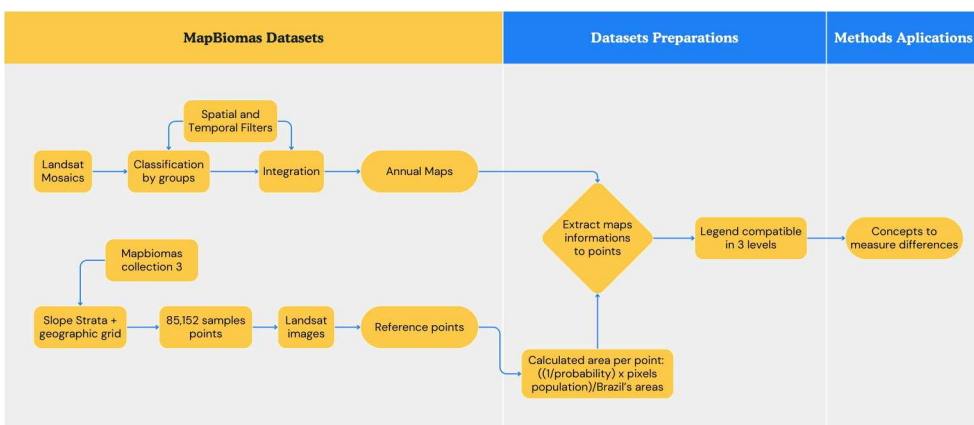 MapBiomas Datasets
Datasets Preparations
Methods Aplications
Spatial and
Temporal Filters
Landsat
Mosaics
Classification
by groups
Integration
Annual Maps
Extract maps
informations
to points
Legend compatible
in 3 levels
Concepts to
measure differences
Mapbiomas
collection 3
Slope Strata +
geographic grid
85,152 samples
points
Landsat
images
Reference points
Calculated area per point:
((1/probability) x pixels
population)/Brazil's areas